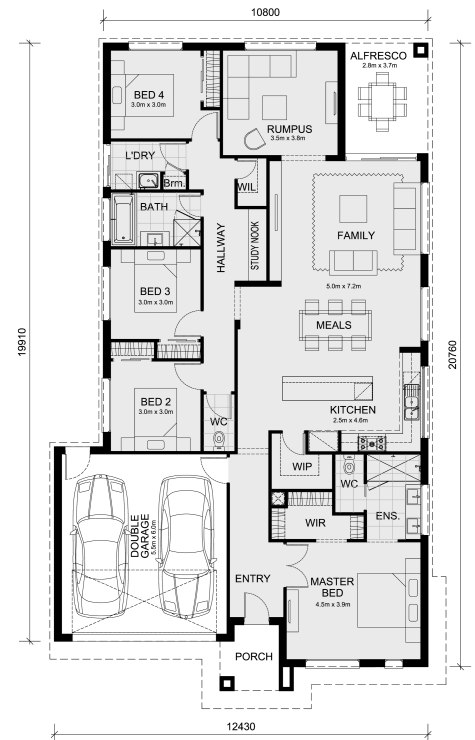 10800
ALFRESCO
2.8m x 3.7m
BED 4
3.0m x 3.0m
RUMPUS
3.5m x 3.8m
L'DRY
Brm.
WIL
BATH
HALLWAY
STUDY NOOK
FAMILY
5.0m x 7.2m
BED 3
3.0m x 3.0m
MEALS
19910
20760
BED 2
3.0m x 3.0m
KITCHEN
2.5m x 4.6m
WC
WIP
WC
DOUBLE
GARAGE
5.5m x 6.0m
WIR
ENS.
ENTRY
MASTER
BED
4.5m x 3.9m
PORCH
12430